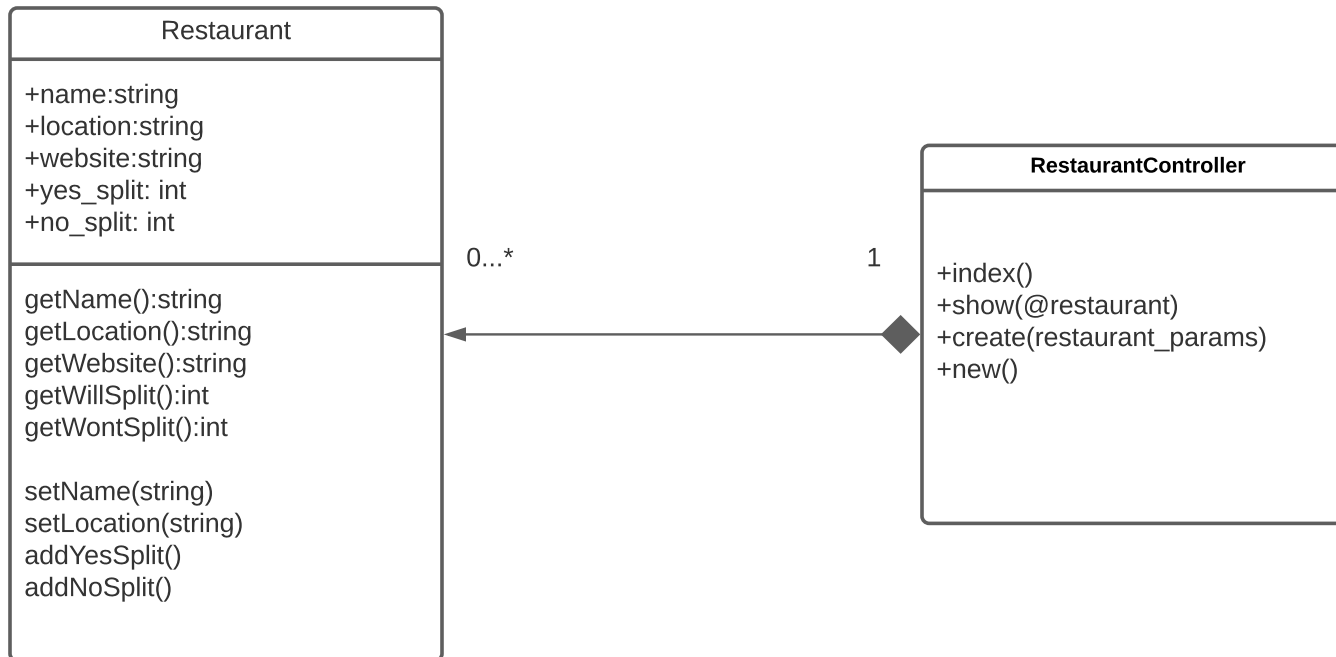 Restaurant
+name:string
+location:string
+website:string
+yes_split: int
+no_split: int
getName():string
getLocation():string
getWebsite():string
getWillSplit():int
getWontSplit():int
setName(string)
setLocation(string)
addYesSplit()
addNoSplit()
0...*
1
RestaurantController
+index()
+show(@restaurant)
+create(restaurant_params)
+new()